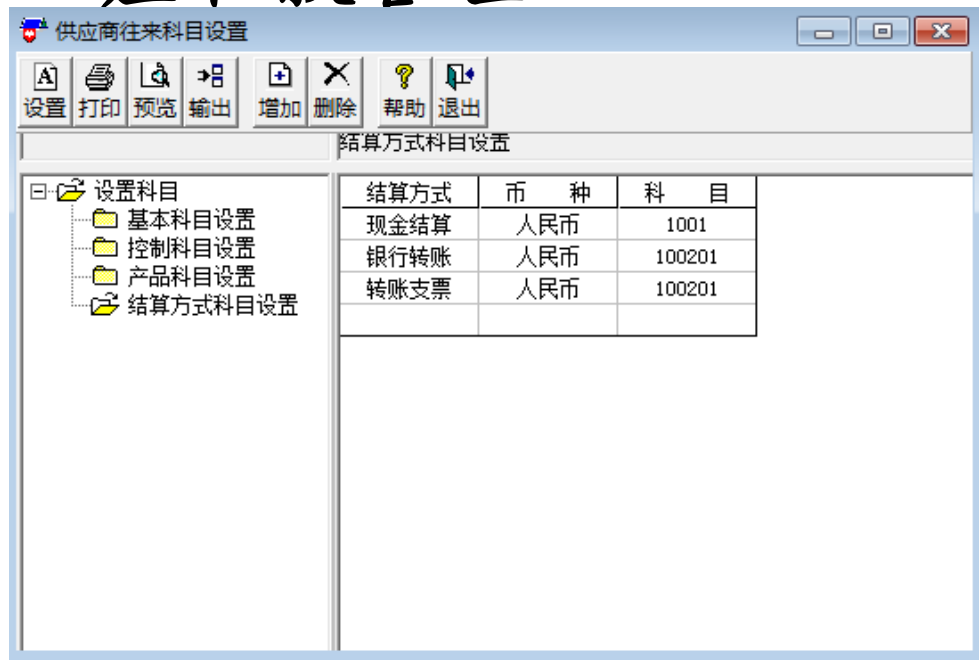 供应商往来科目设置
设置 打印 预览 输出 增加 删除 帮助 退出
结算方式科目设置
设置科目
基本科目设置
控制科目设置
产品科目设置
结算方式科目设置
结算方式 币 种 科 目
现金结算 人民币 1001
银行转账 人民币 100201
转账支票 人民币 100201